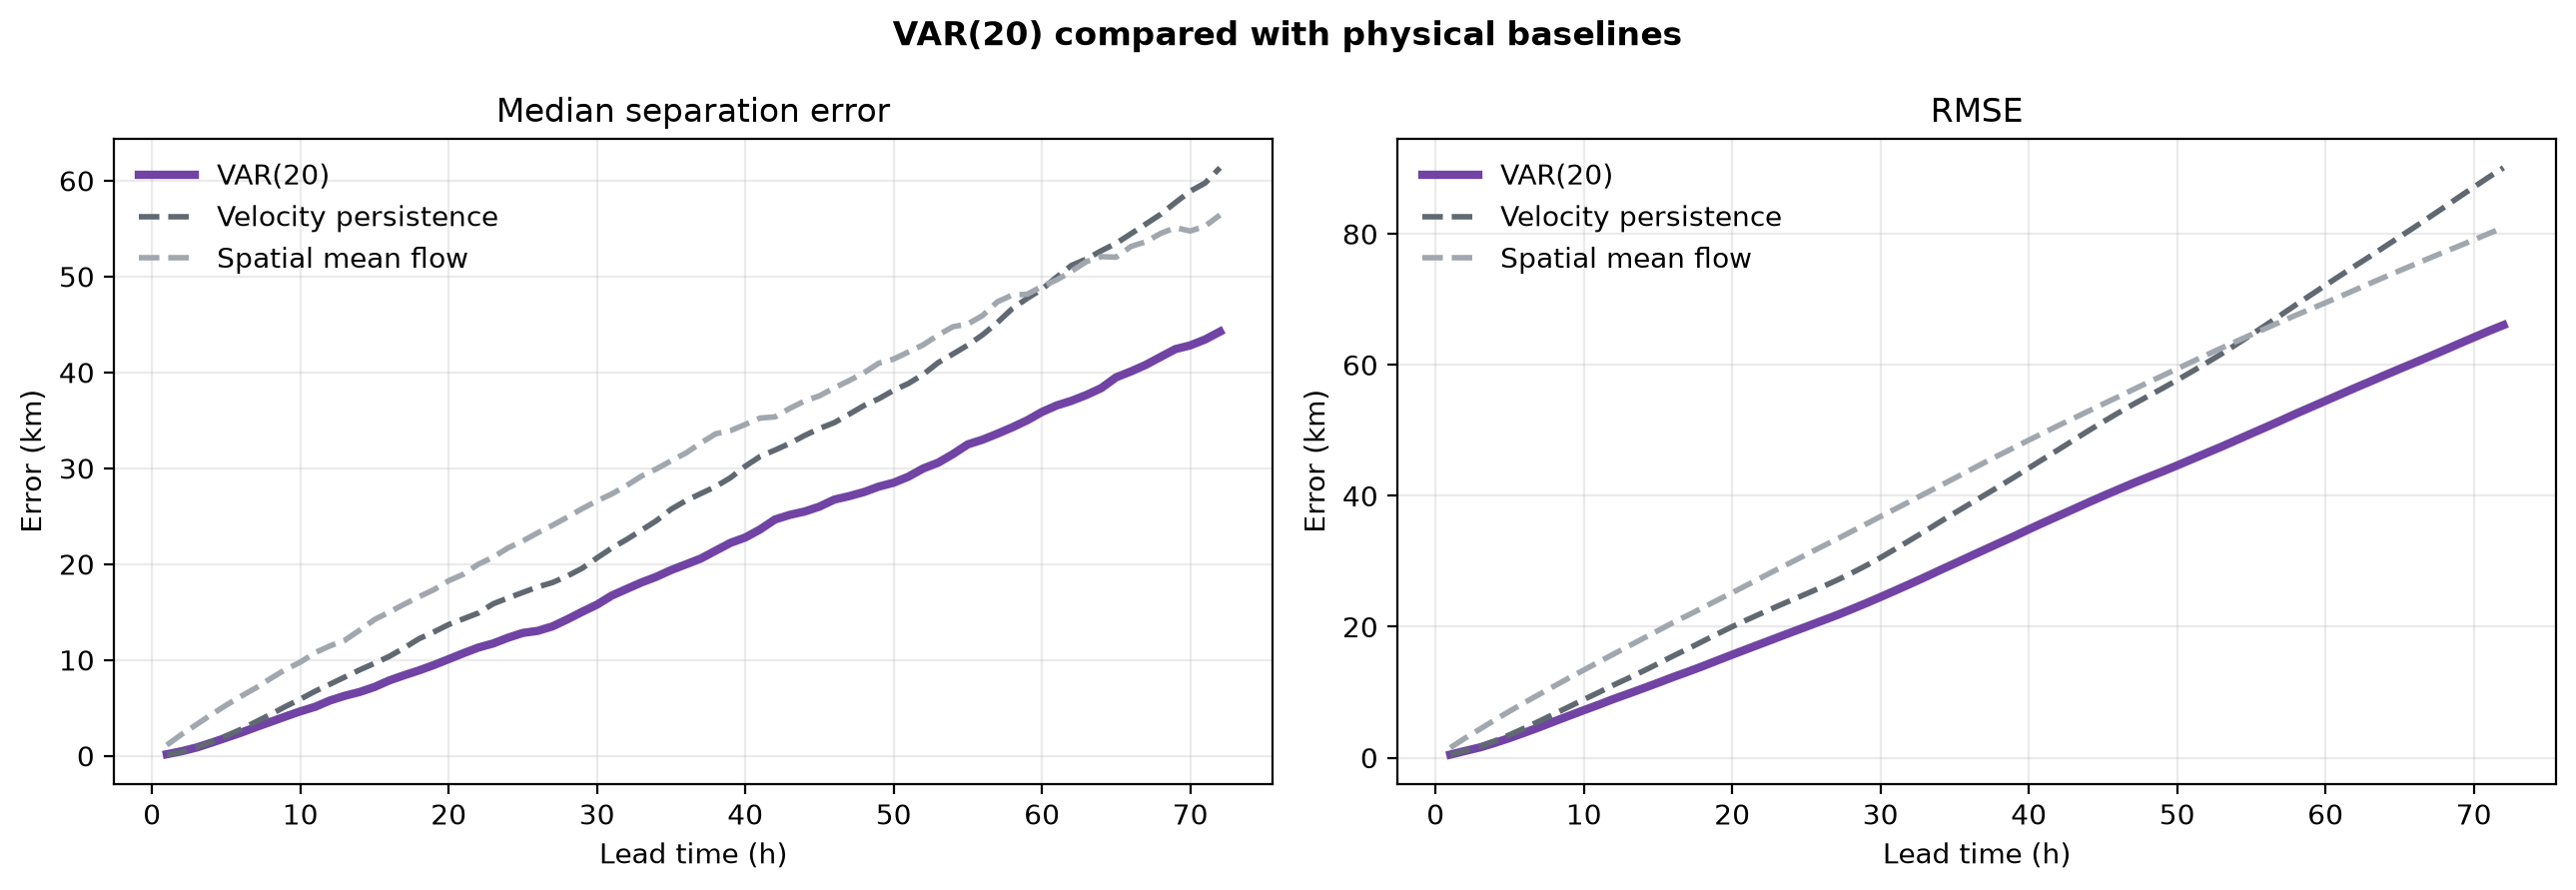 VAR(20) compared with physical baselines
Median separation error
VAR(20)
Velocity persistence
Spatial mean flow
60
50
40
30
20
10
0
Error (km)
0 10 20 30 40 50 60 70
Lead time (h)
RMSE
VAR(20)
Velocity persistence
Spatial mean flow
80
60
40
20
0
Error (km)
0 10 20 30 40 50 60 70
Lead time (h)